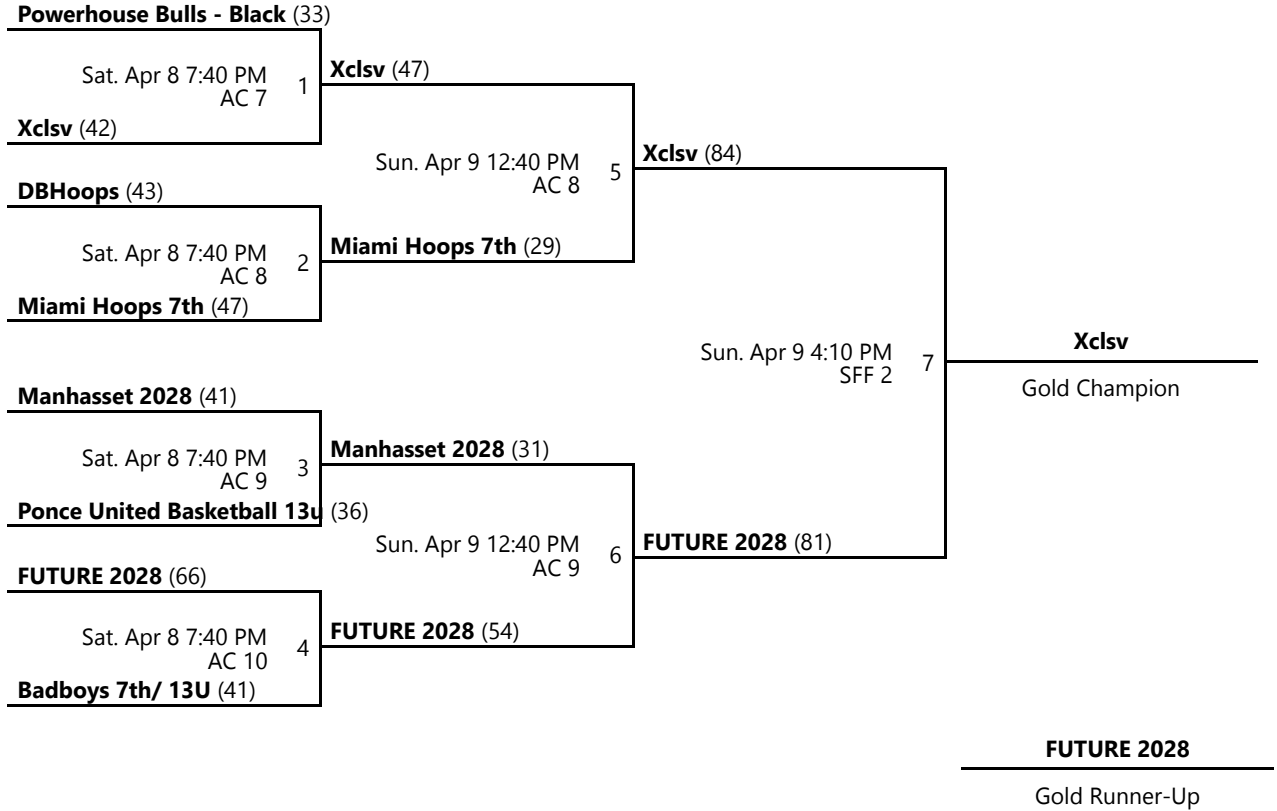 Powerhouse Bulls - Black (33)
Sat. Apr 8 7:40 PM
AC 7
1
Xclsv (42)
DBHoops (43)
Sat. Apr 8 7:40 PM
AC 8
2
Miami Hoops 7th (47)
Manhasset 2028 (41)
Sat. Apr 8 7:40 PM
AC 9
3
Ponce United Basketball 13u (36)
FUTURE 2028 (66)
Sat. Apr 8 7:40 PM
AC 10
4
Badboys 7th/ 13U (41)
Xclsv (47)
Sun. Apr 9 12:40 PM
AC 8
5
Miami Hoops 7th (29)
Manhasset 2028 (31)
Sun. Apr 9 12:40 PM
AC 9
6
FUTURE 2028 (54)
Xclsv (84)
Sun. Apr 9 4:10 PM
SFF 2
7
FUTURE 2028 (81)
Xclsv
Gold Champion
FUTURE 2028
Gold Runner-Up